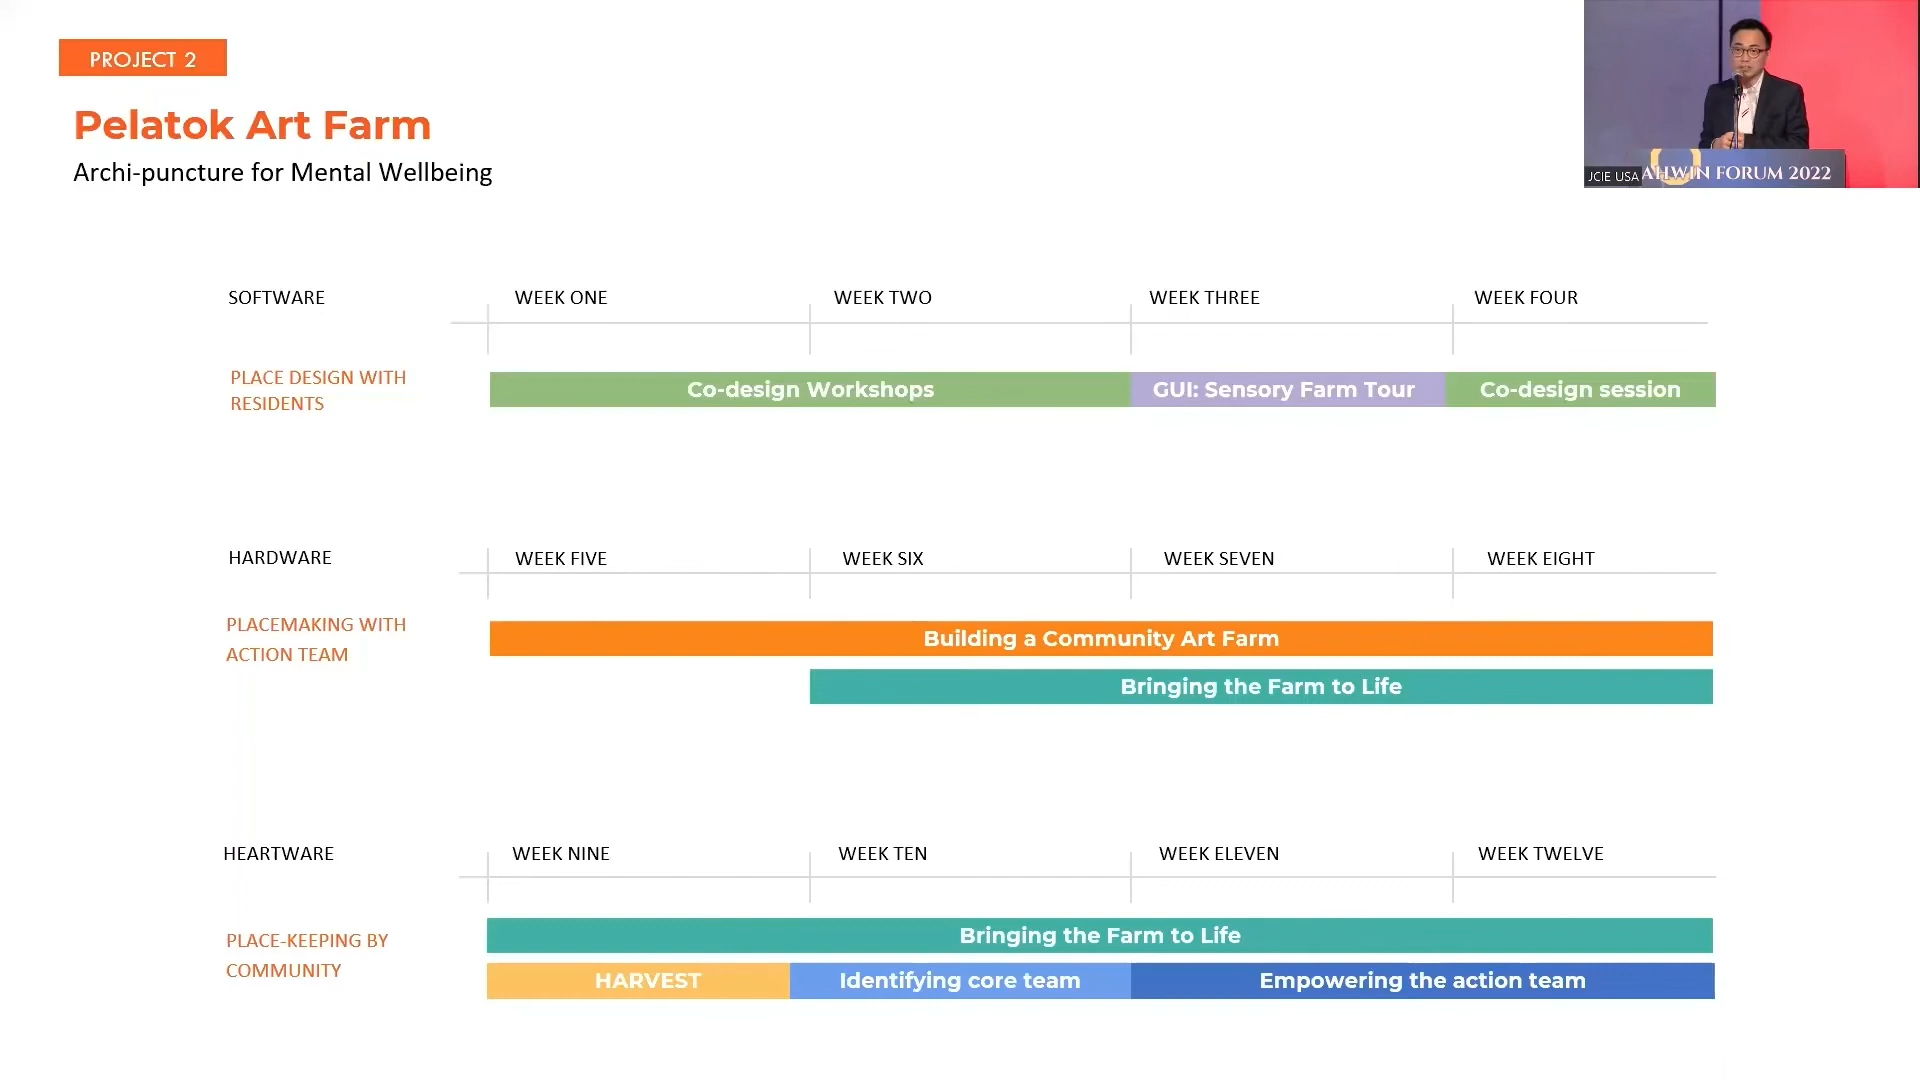 PROJECT 2
Pelatok Art Farm
Archi-puncture for Mental Wellbeing
JCIE USA
AHWIN FORUM 2022
SOFTWARE
WEEK ONE
WEEK TWO
WEEK THREE
WEEK FOUR
PLACE DESIGN WITH
RESIDENTS
Co-design Workshops
GUI: Sensory Farm Tour
Co-design session
HARDWARE
WEEK FIVE
WEEK SIX
WEEK SEVEN
WEEK EIGHT
PLACEMAKING WITH
ACTION TEAM
Building a Community Art Farm
Bringing the Farm to Life
HEARTWARE
WEEK NINE
WEEK TEN
WEEK ELEVEN
WEEK TWELVE
PLACE-KEEPING BY
COMMUNITY
Bringing the Farm to Life
HARVEST
Identifying core team
Empowering the action team